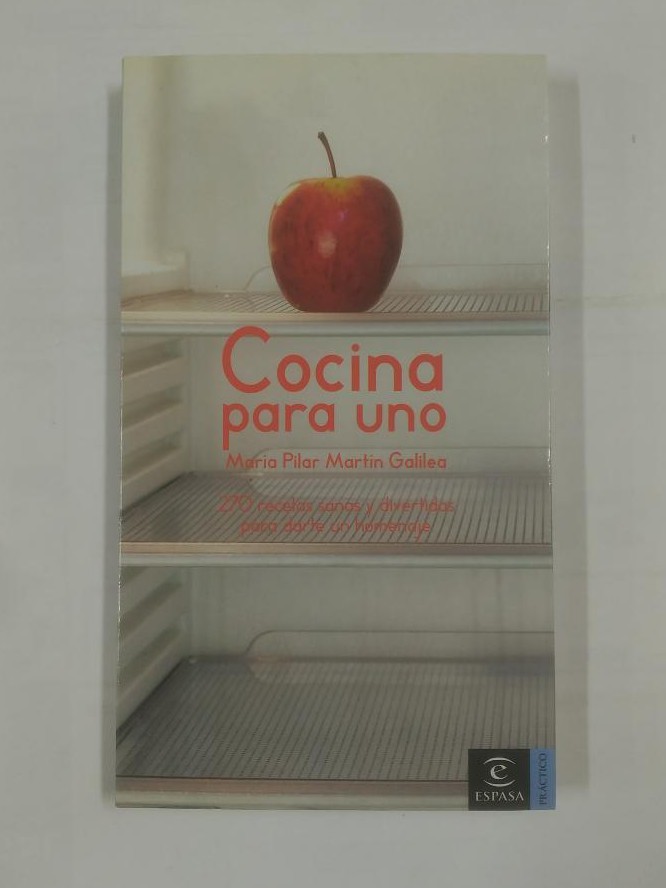 Cocina
para uno
María Pilar Martín Galilea
270 recetas sanas y divertidas
para darte un homenaje
e
ESPASA
PRÁCTICO